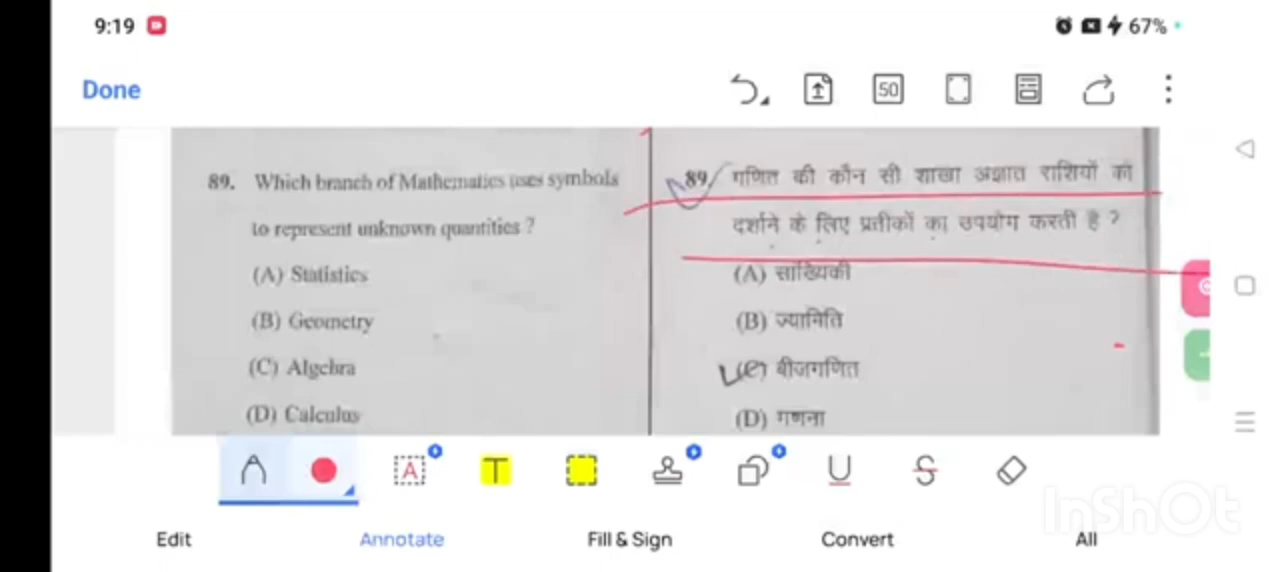 9:19
67%
Done
50
89. Which branch of Mathematics uses symbols
to represent unknown quantities ?
(A) Statistics
(B) Geometry
(C) Algebra
(D) Calculus
89. गणित की कौन सी शाखा अज्ञात राशियों को
दर्शाने के लिए प्रतीकों का उपयोग करती है ?
(A) सांख्यिकी
(B) ज्यामिति
(C) बीजगणित
(D) गणना
A
T
U
S
Edit
Annotate
Fill & Sign
Convert
All
InShOt